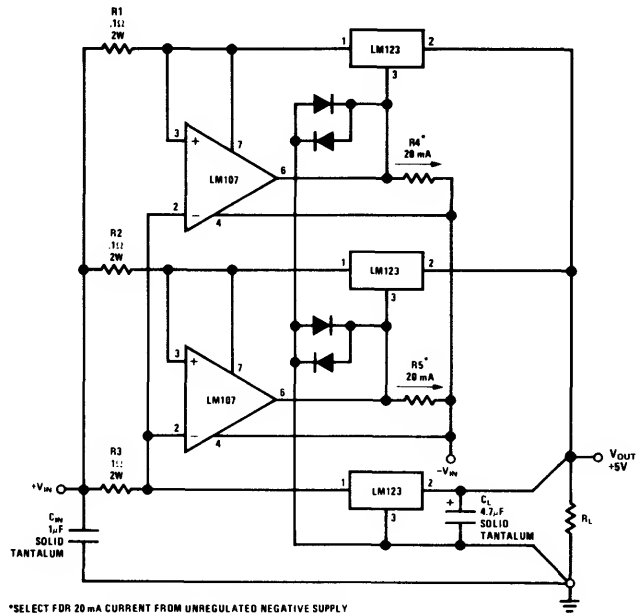 R1
.1Ω
2W
1
LM123
2
3
3
+
7
LM107
6
R4*
20 mA
2
−
4
R2
.1Ω
2W
1
LM123
2
3
3
+
7
LM107
6
R5*
20 mA
2
−
4
R3
.1Ω
2W
−VIN
+VIN
1
LM123
2
3
VOUT
+5V
CIN
1μF
SOLID
TANTALUM
+
CL
4.7μF
SOLID
TANTALUM
RL
*SELECT FOR 20 mA CURRENT FROM UNREGULATED NEGATIVE SUPPLY